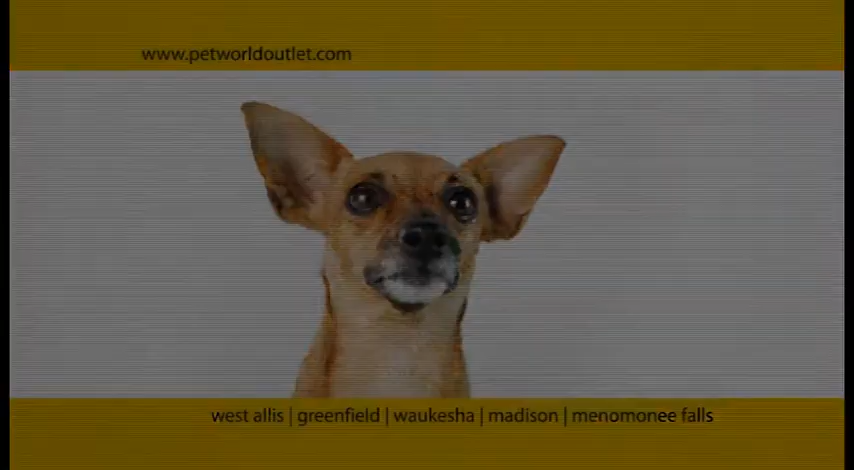 www.petworldoutlet.com
west allis | greenfield | waukesha | madison | menomonee falls